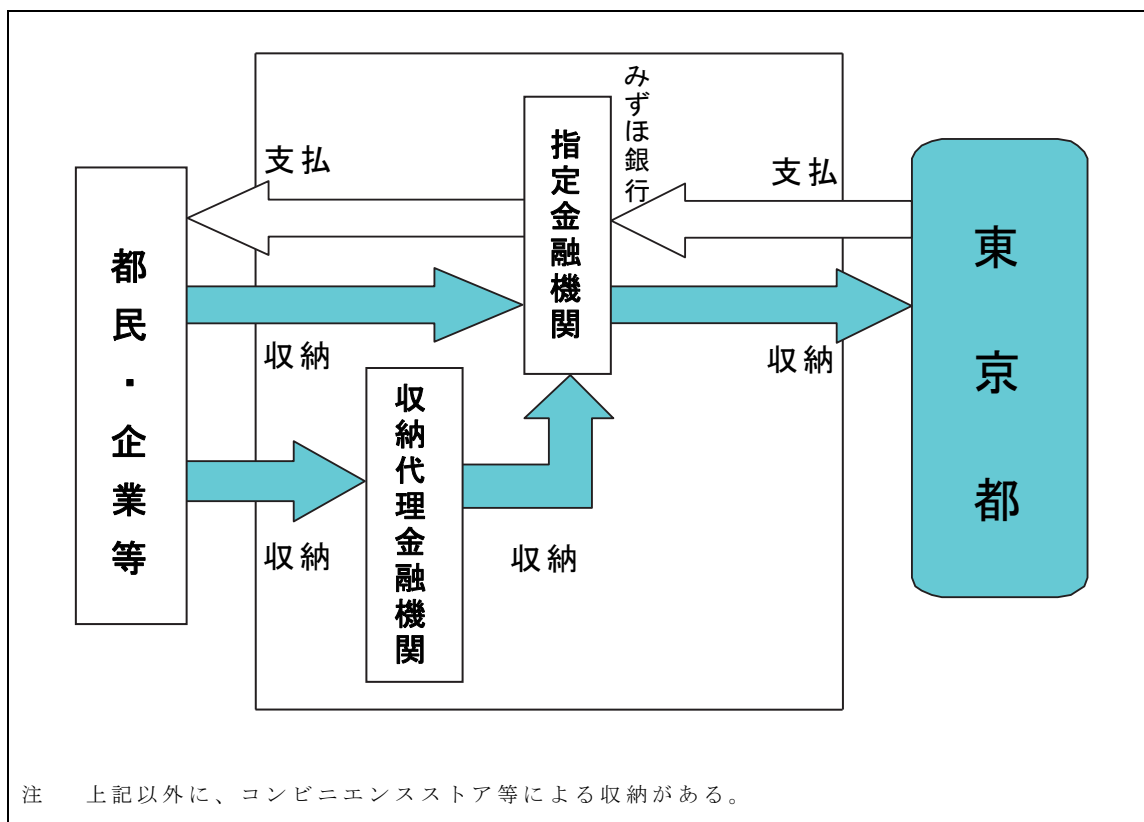 都民・企業等
支払
収納
収納
収納代理金融機関
収納
指定金融機関
みずほ銀行
支払
収納
東京都
注　上記以外に、コンビニエンスストア等による収納がある。